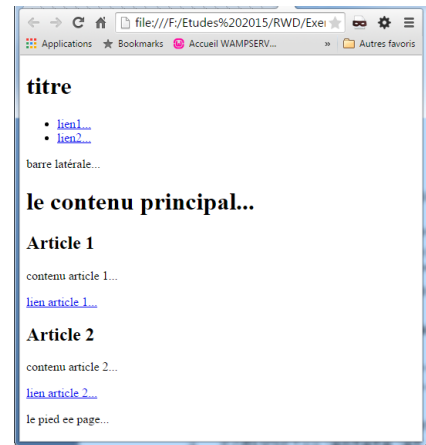 file:///F:/Etudes%202015/RWD/Exer
Applications Bookmarks Accueil WAMPSERV... » Autres favoris
titre
lien1...
lien2...
barre latérale...
le contenu principal...
Article 1
contenu article 1...
lien article 1...
Article 2
contenu article 2...
lien article 2...
le pied ee page...